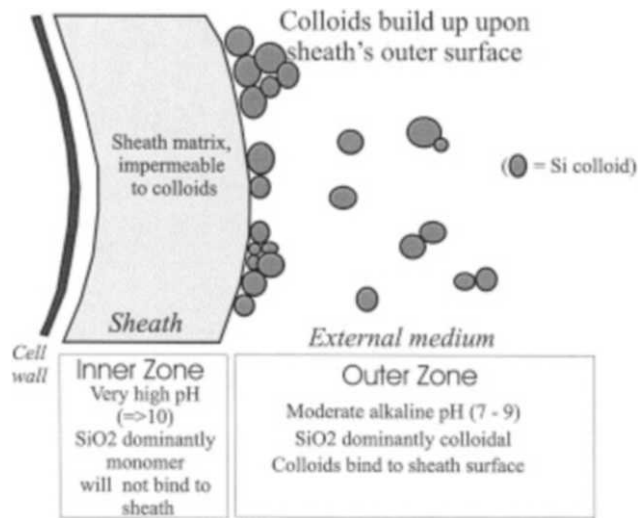 Colloids build up upon
sheath's outer surface
Sheath matrix,
impermeable
to colloids
( = Si colloid)
Sheath
External medium
Cell
wall
Inner Zone
Very high pH
(=>10)
SiO2 dominantly
monomer
will not bind to
sheath
Outer Zone
Moderate alkaline pH (7 - 9)
SiO2 dominantly colloidal
Colloids bind to sheath surface